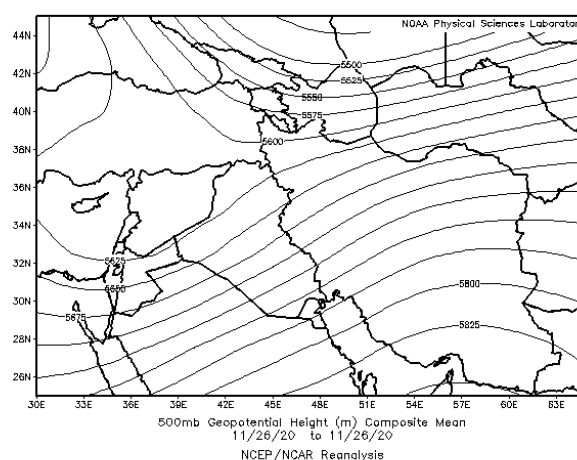 NOAA Physical Sciences Laborator
44N
42N
40N
38N
36N
34N
32N
30N
28N
26N
5500
5525
5550
5575
5600
5625
5650
5675
5800
5825
30E 33E 36E 39E 42E 45E 48E 51E 54E 57E 60E 63E
500mb Geopotential Height (m) Composite Mean
11/26/20 to 11/26/20
NCEP/NCAR Reanalysis